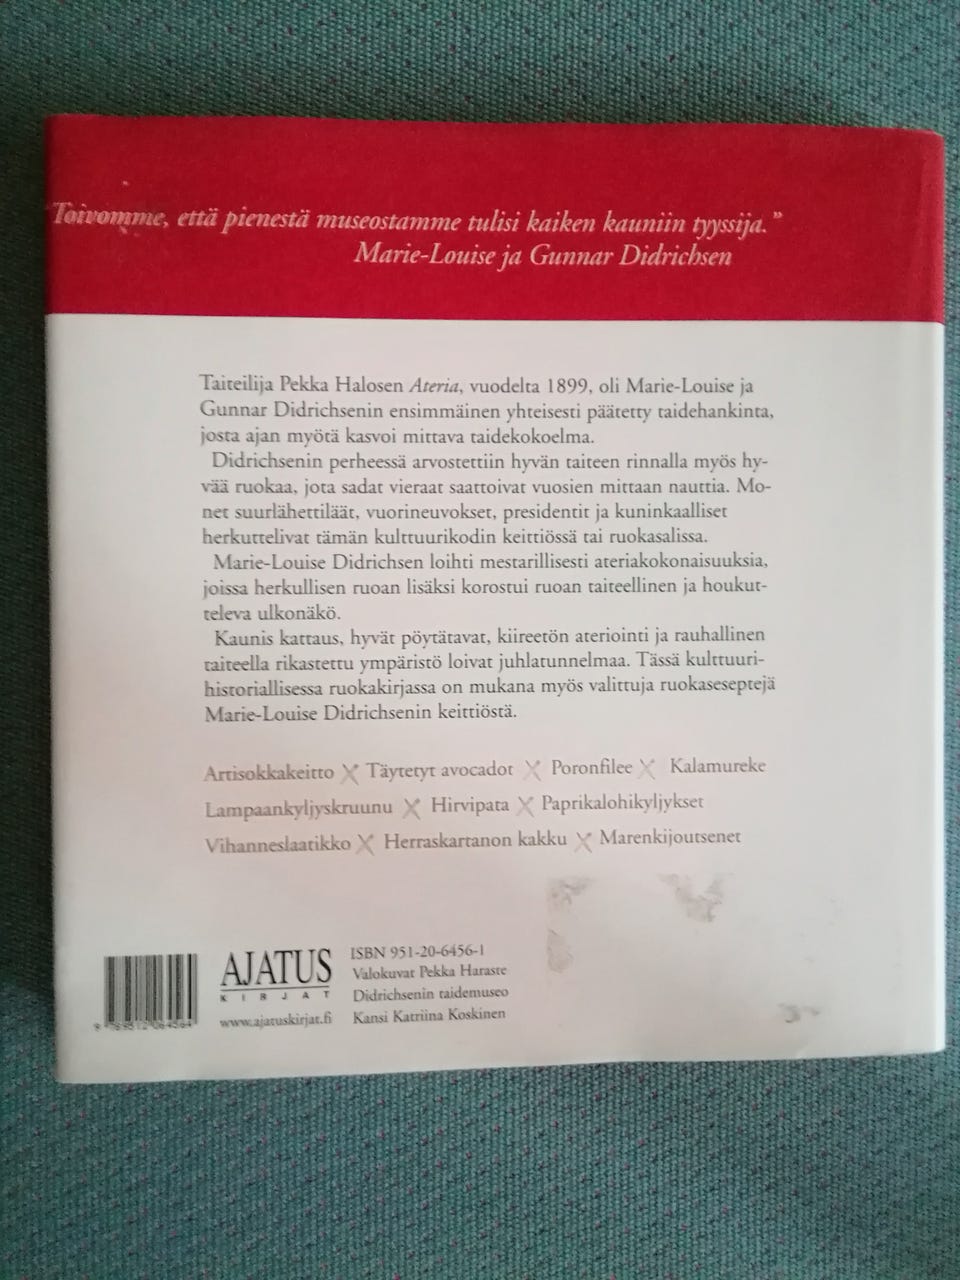 "Toivomme, että pienestä museostamme tulisi kaiken kauniin tyyssija."
Marie-Louise ja Gunnar Didrichsen
Taiteilija Pekka Halosen Ateria, vuodelta 1899, oli Marie-Louise ja
Gunnar Didrichsenin ensimmäinen yhteisesti päätetty taidehankinta,
josta ajan myötä kasvoi mittava taidekokoelma.
Didrichsenin perheessä arvostettiin hyvän taiteen rinnalla myös hy-
vää ruokaa, jota sadat vieraat saattoivat vuosien mittaan nauttia. Mo-
net suurlähettiläät, vuorineuvokset, presidentit ja kuninkaalliset
herkuttelivat tämän kulttuurikodin keittiössä tai ruokasalissa.
Marie-Louise Didrichsen loihti mestarillisesti ateriakokonaisuuksia,
joissa herkullisen ruoan lisäksi korostui ruoan taiteellinen ja houkut-
televa ulkonäkö.
Kaunis kattaus, hyvät pöytätavat, kiireetön ateriointi ja rauhallinen
taiteella rikastettu ympäristö loivat juhlatunnelmaa. Tässä kulttuuri-
historiallisessa ruokakirjassa on mukana myös valittuja ruokaseseptejä
Marie-Louise Didrichsenin keittiöstä.
Artisokkakeitto Täytetyt avocadot Poronfilee Kalamureke
Lampaankyljyskruunu Hirvipata Paprikalohikyljykset
Vihanneslaatikko Herraskartanon kakku Marenkijoutsenet
AJATUS
KIRJAT
www.ajatuskirjat.fi
ISBN 951-20-6456-1
Valokuvat Pekka Haraste
Didrichsenin taidemuseo
Kansi Katriina Koskinen
9 789512 064564